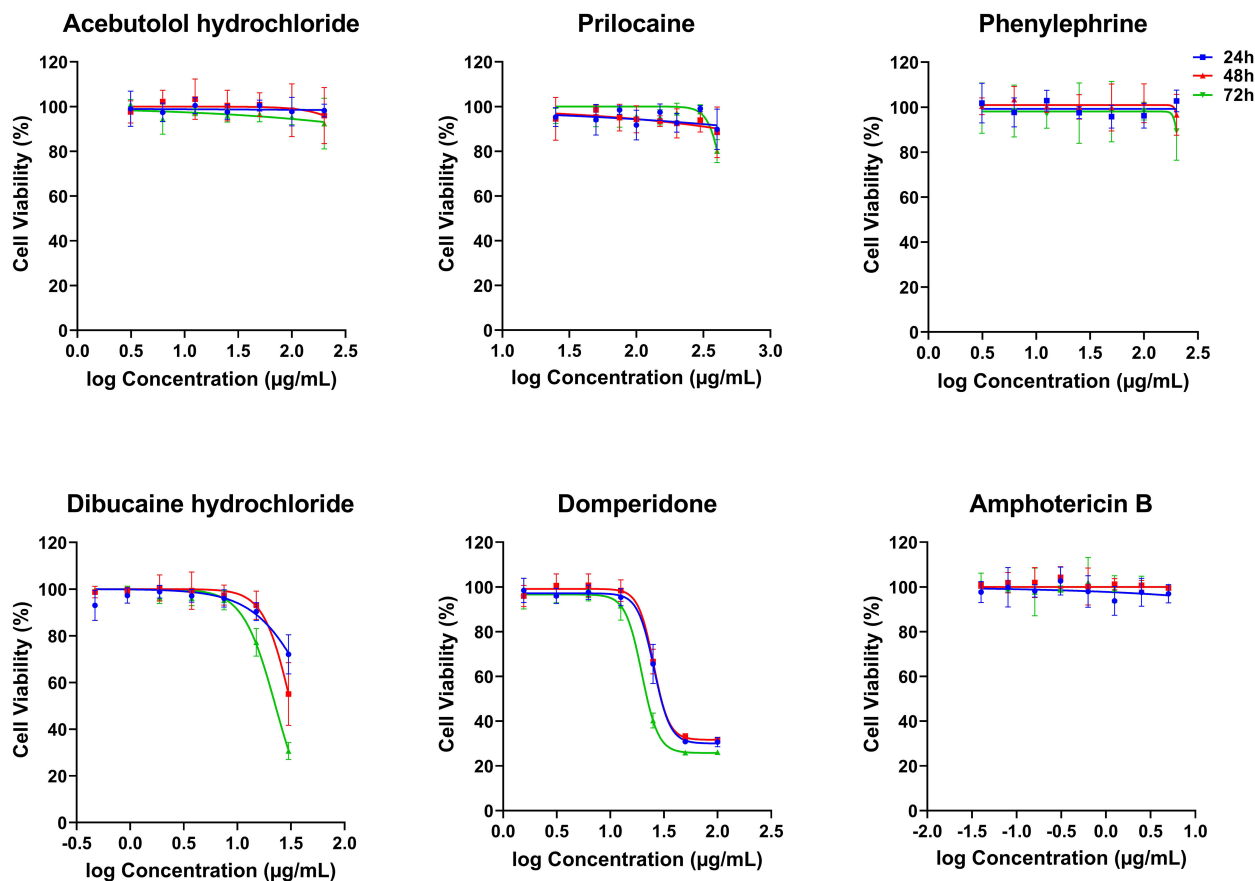 Acebutolol hydrochloride
Prilocaine
Phenylephrine
24h
48h
72h
Cell Viability (%)
120
100
80
60
40
20
0
0.0 0.5 1.0 1.5 2.0 2.5
log Concentration (µg/mL)
Cell Viability (%)
120
100
80
60
40
20
0
1.0 1.5 2.0 2.5 3.0
log Concentration (µg/mL)
Cell Viability (%)
120
100
80
60
40
20
0
0.0 0.5 1.0 1.5 2.0 2.5
log Concentration (µg/mL)
Dibucaine hydrochloride
Domperidone
Amphotericin B
Cell Viability (%)
120
100
80
60
40
20
0
-0.5 0.0 0.5 1.0 1.5 2.0
log Concentration (µg/mL)
Cell Viability (%)
120
100
80
60
40
20
0
0.0 0.5 1.0 1.5 2.0 2.5
log Concentration (µg/mL)
Cell Viability (%)
120
100
80
60
40
20
0
-2.0 -1.5 -1.0 -0.5 0.0 0.5 1.0
log Concentration (µg/mL)